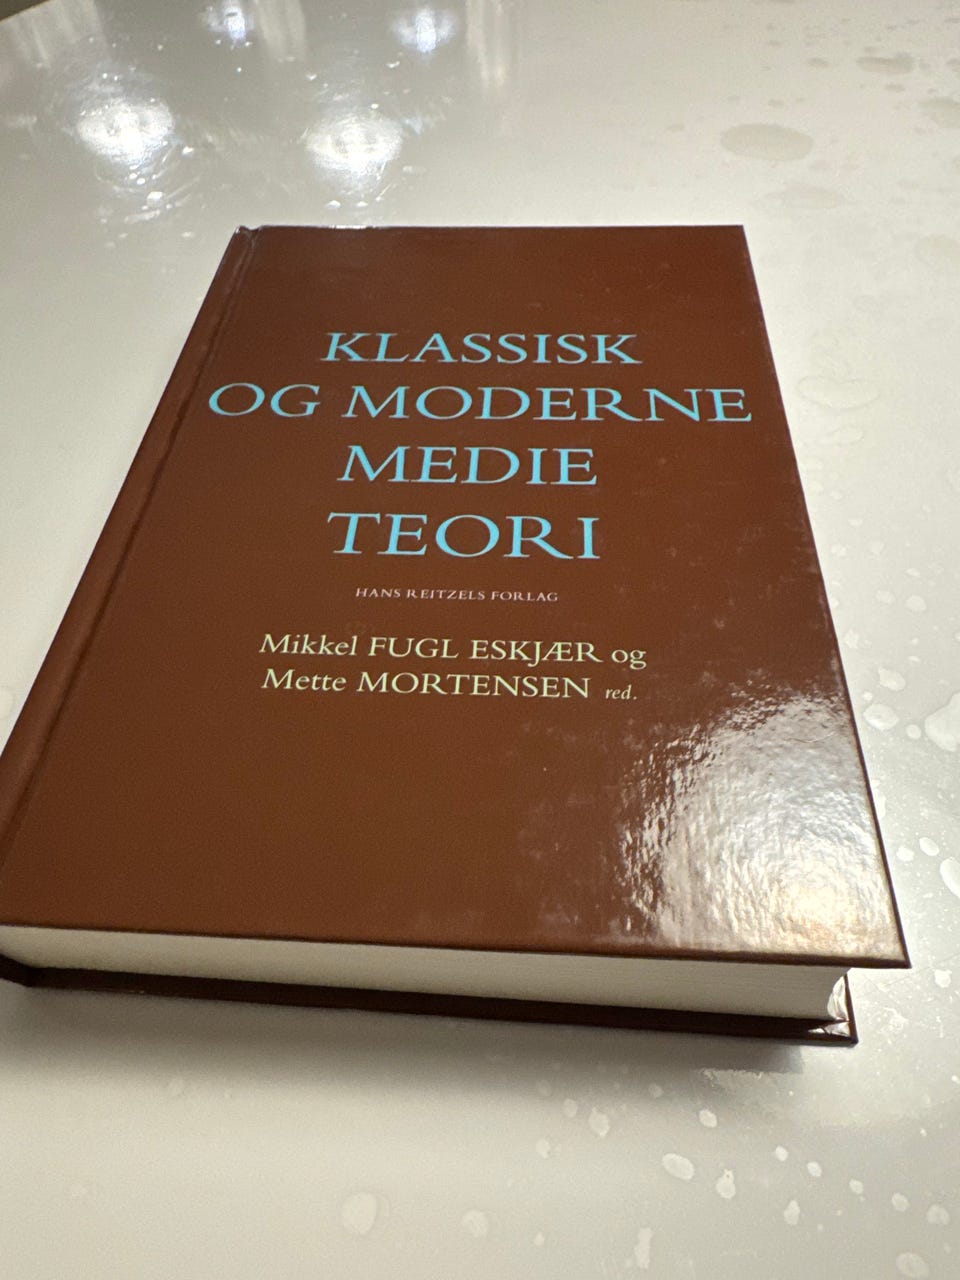 KLASSISK
OG MODERNE
MEDIE
TEORI
HANS REITZELS FORLAG
Mikkel FUGL ESKJÆR og
Mette MORTENSEN red.